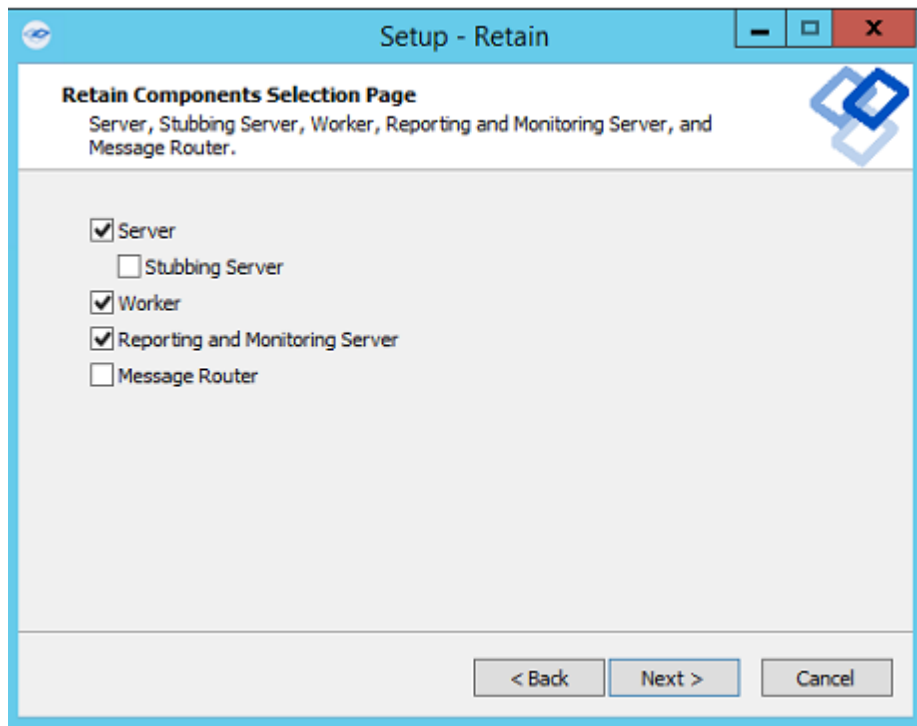 Setup - Retain
Retain Components Selection Page
Server, Stubbing Server, Worker, Reporting and Monitoring Server, and
Message Router.
Server
Stubbing Server
Worker
Reporting and Monitoring Server
Message Router
< Back Next > Cancel